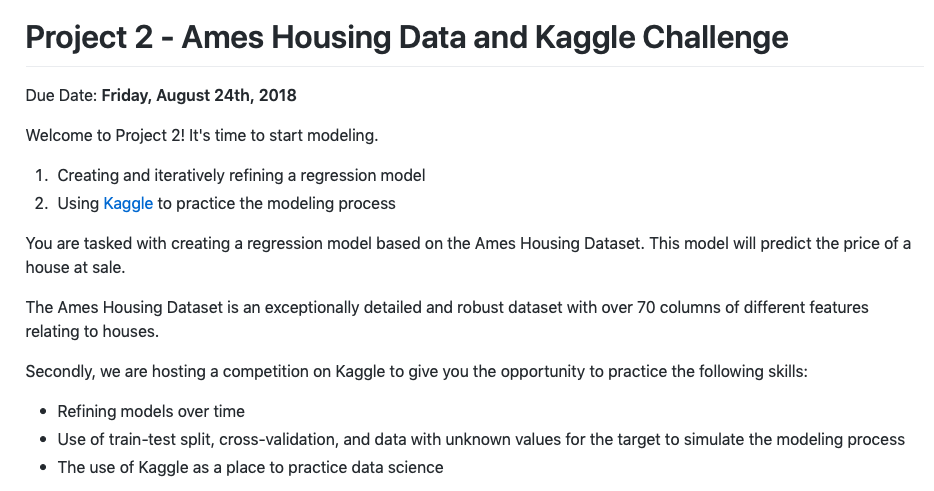 Project 2 - Ames Housing Data and Kaggle Challenge
Due Date: Friday, August 24th, 2018
Welcome to Project 2! It's time to start modeling.
1. Creating and iteratively refining a regression model
2. Using Kaggle to practice the modeling process
You are tasked with creating a regression model based on the Ames Housing Dataset. This model will predict the price of a
house at sale.
The Ames Housing Dataset is an exceptionally detailed and robust dataset with over 70 columns of different features
relating to houses.
Secondly, we are hosting a competition on Kaggle to give you the opportunity to practice the following skills:
• Refining models over time
• Use of train-test split, cross-validation, and data with unknown values for the target to simulate the modeling process
• The use of Kaggle as a place to practice data science